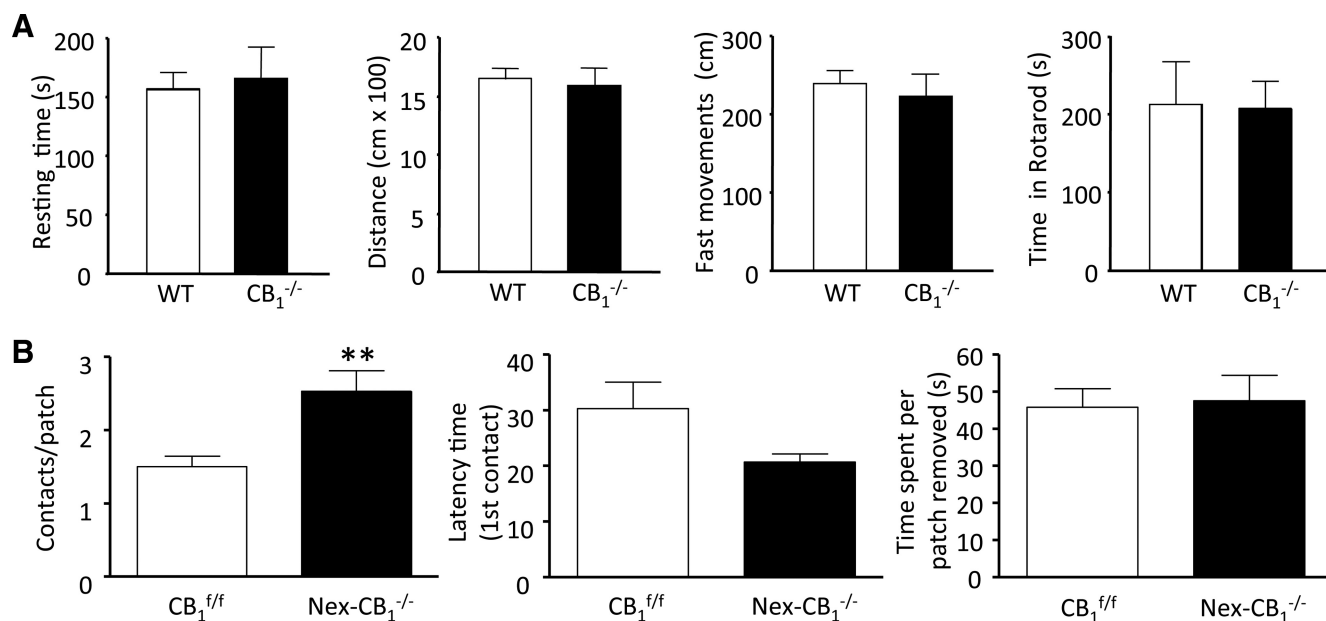 A
Resting time (s)
200
150
100
50
0
WT
CB1-/-
Distance (cm x 100)
20
15
10
5
0
WT
CB1-/-
Fast movements (cm)
300
200
100
0
WT
CB1-/-
Time in Rotarod (s)
300
200
100
0
WT
CB1-/-
B
Contacts/patch
3
2
1
0
**
CB1f/f
Nex-CB1-/-
Latency time
(1st contact)
40
30
20
10
0
CB1f/f
Nex-CB1-/-
Time spent per
patch removed (s)
60
50
40
30
20
10
0
CB1f/f
Nex-CB1-/-